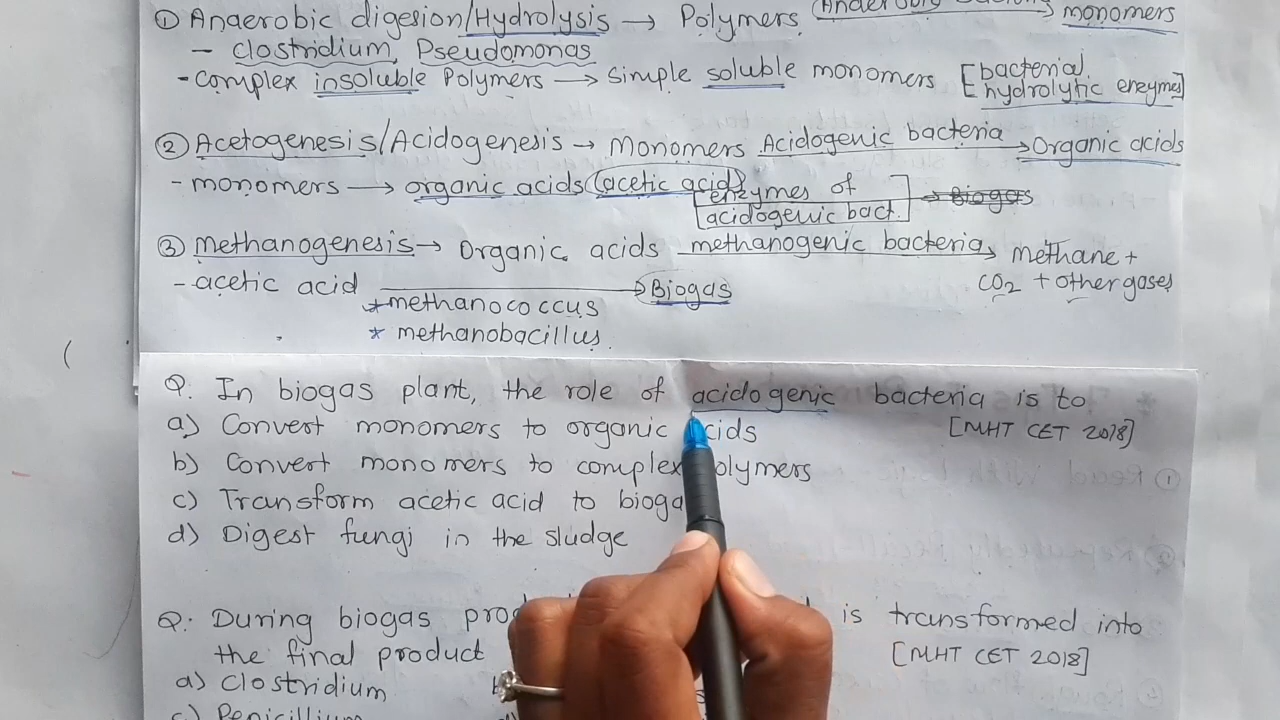 ① Anaerobic digesion/Hydrolysis → Polymers Anaerobic → monomers
- clostridium, Pseudomonas
- complex insoluble Polymers → simple soluble monomers [bacterial
hydrolytic enzymes]
② Acetogenesis/Acidogenesis → Monomers Acidogenic bacteria → Organic acids
- monomers → organic acids (acetic acid)
enzymes of
acidogenic bact. ] → Biogas
③ methanogenesis → Organic acids methanogenic bacteria → methane +
CO2 + other gases
- acetic acid → Biogas
* methanococcus
* methanobacillus.
Q. In biogas plant, the role of acidogenic bacteria is to
a) Convert monomers to organic acids [MHT CET 2018]
b) Convert monomers to complex polymers
c) Transform acetic acid to bioga
d) Digest fungi in the sludge
Q. During biogas prod is transformed into
the final product [MHT CET 2018]
a) clostridium
c) Penicillium